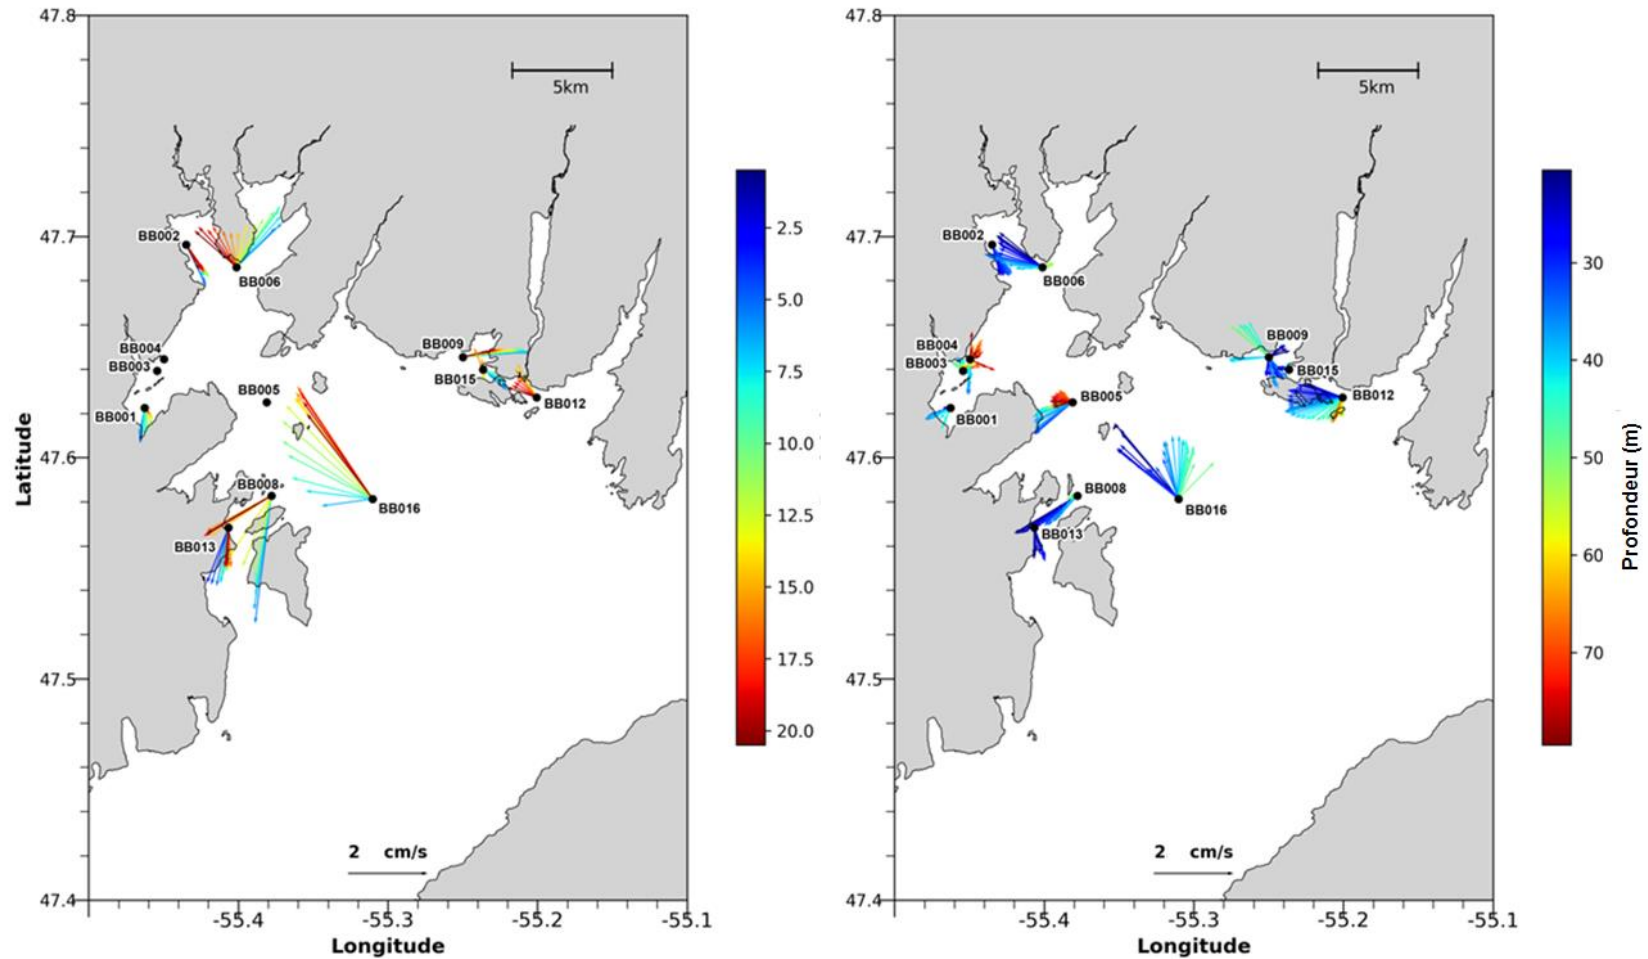 47.8
47.7
47.6
47.5
47.4
Latitude
5km
BB002
BB006
BB004
BB003
BB001
BB005
BB009
BB015
BB012
BB008
BB016
BB013
2 cm/s
-55.4
-55.3
-55.2
-55.1
Longitude
2.5
5.0
7.5
10.0
12.5
15.0
17.5
20.0
47.8
47.7
47.6
47.5
47.4
5km
BB002
BB006
BB004
BB003
BB001
BB005
BB009
BB015
BB012
BB008
BB016
BB013
2 cm/s
-55.4
-55.3
-55.2
-55.1
Longitude
30
40
50
60
70
Profondeur (m)